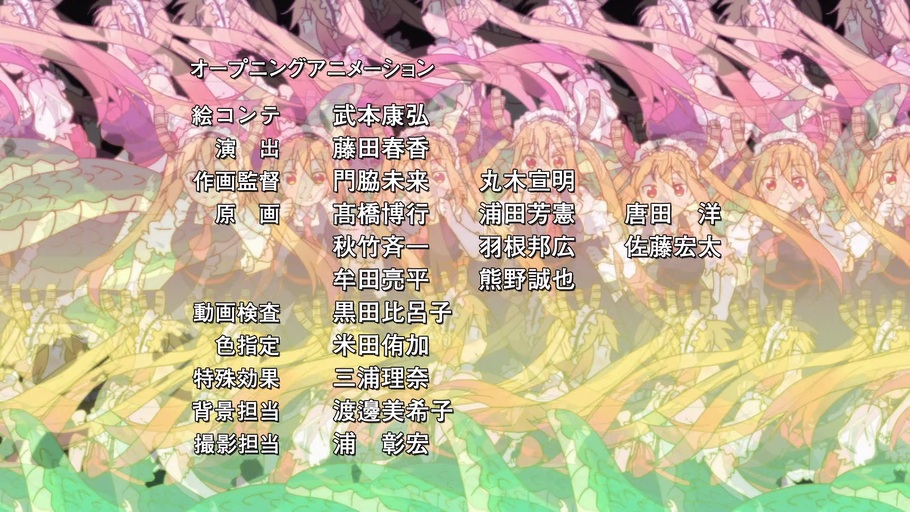 オープニングアニメーション
絵コンテ 武本康弘
演 出 藤田春香
作画監督 門脇未来 丸木宣明
原 画 髙橋博行 浦田芳憲 唐田 洋
秋竹斉一 羽根邦広 佐藤宏太
牟田亮平 熊野誠也
動画検査 黒田比呂子
色指定 米田侑加
特殊効果 三浦理奈
背景担当 渡邊美希子
撮影担当 浦 彰宏